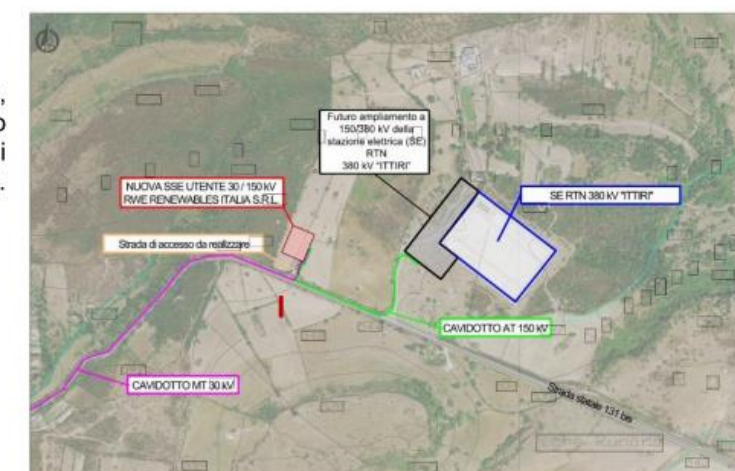 ,
o
i
.
Futuro ampliamento a
150/380 kV della
stazione elettrica (SE)
RTN
380 kV "ITTIRI"
NUOVA SSE UTENTE 30 / 150 kV
RWE RENEWABLES ITALIA S.R.L.
SE RTN 380 kV "ITTIRI"
Strada di accesso da realizzare
CAVIDOTTO AT 150 kV
CAVIDOTTO MT 30 kV
Strada statale 131 bis